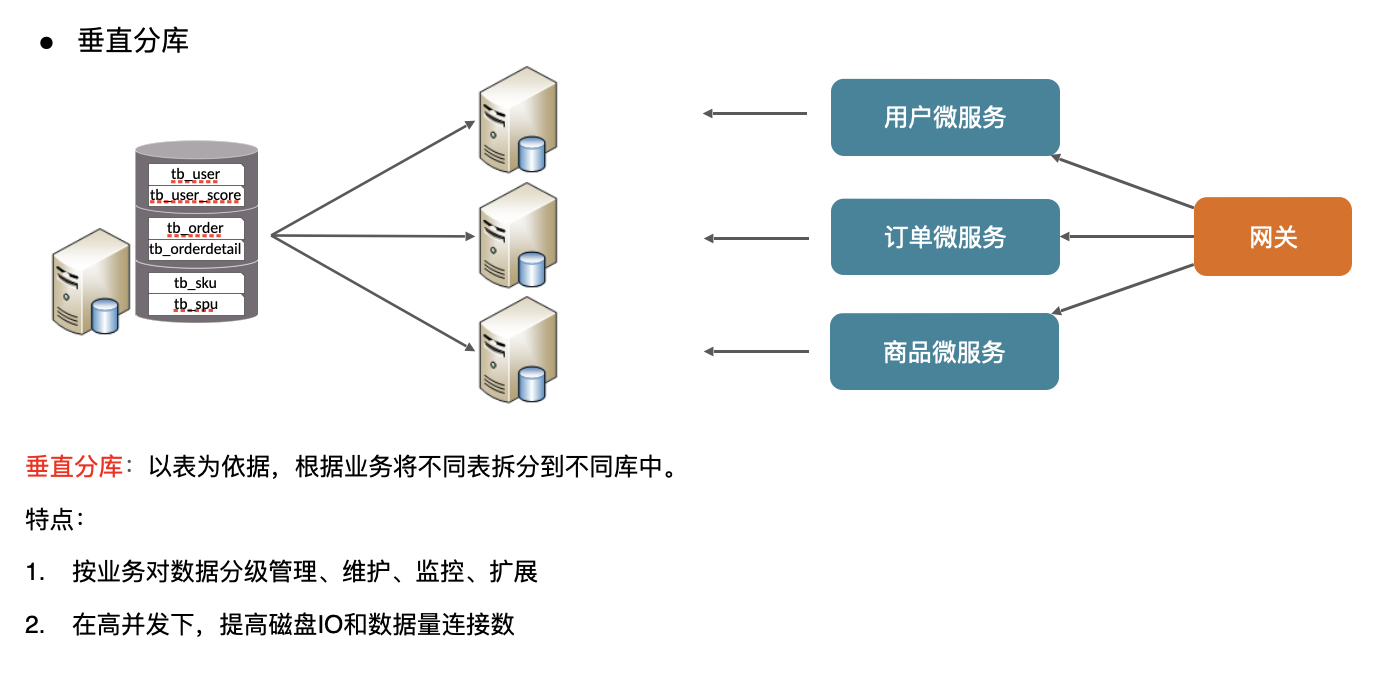 ● 垂直分库
tb_user
tb_user_score
tb_order
tb_orderdetail
tb_sku
tb_spu
用户微服务
订单微服务
商品微服务
网关
垂直分库：以表为依据，根据业务将不同表拆分到不同库中。
特点：
1. 按业务对数据分级管理、维护、监控、扩展
2. 在高并发下，提高磁盘IO和数据量连接数